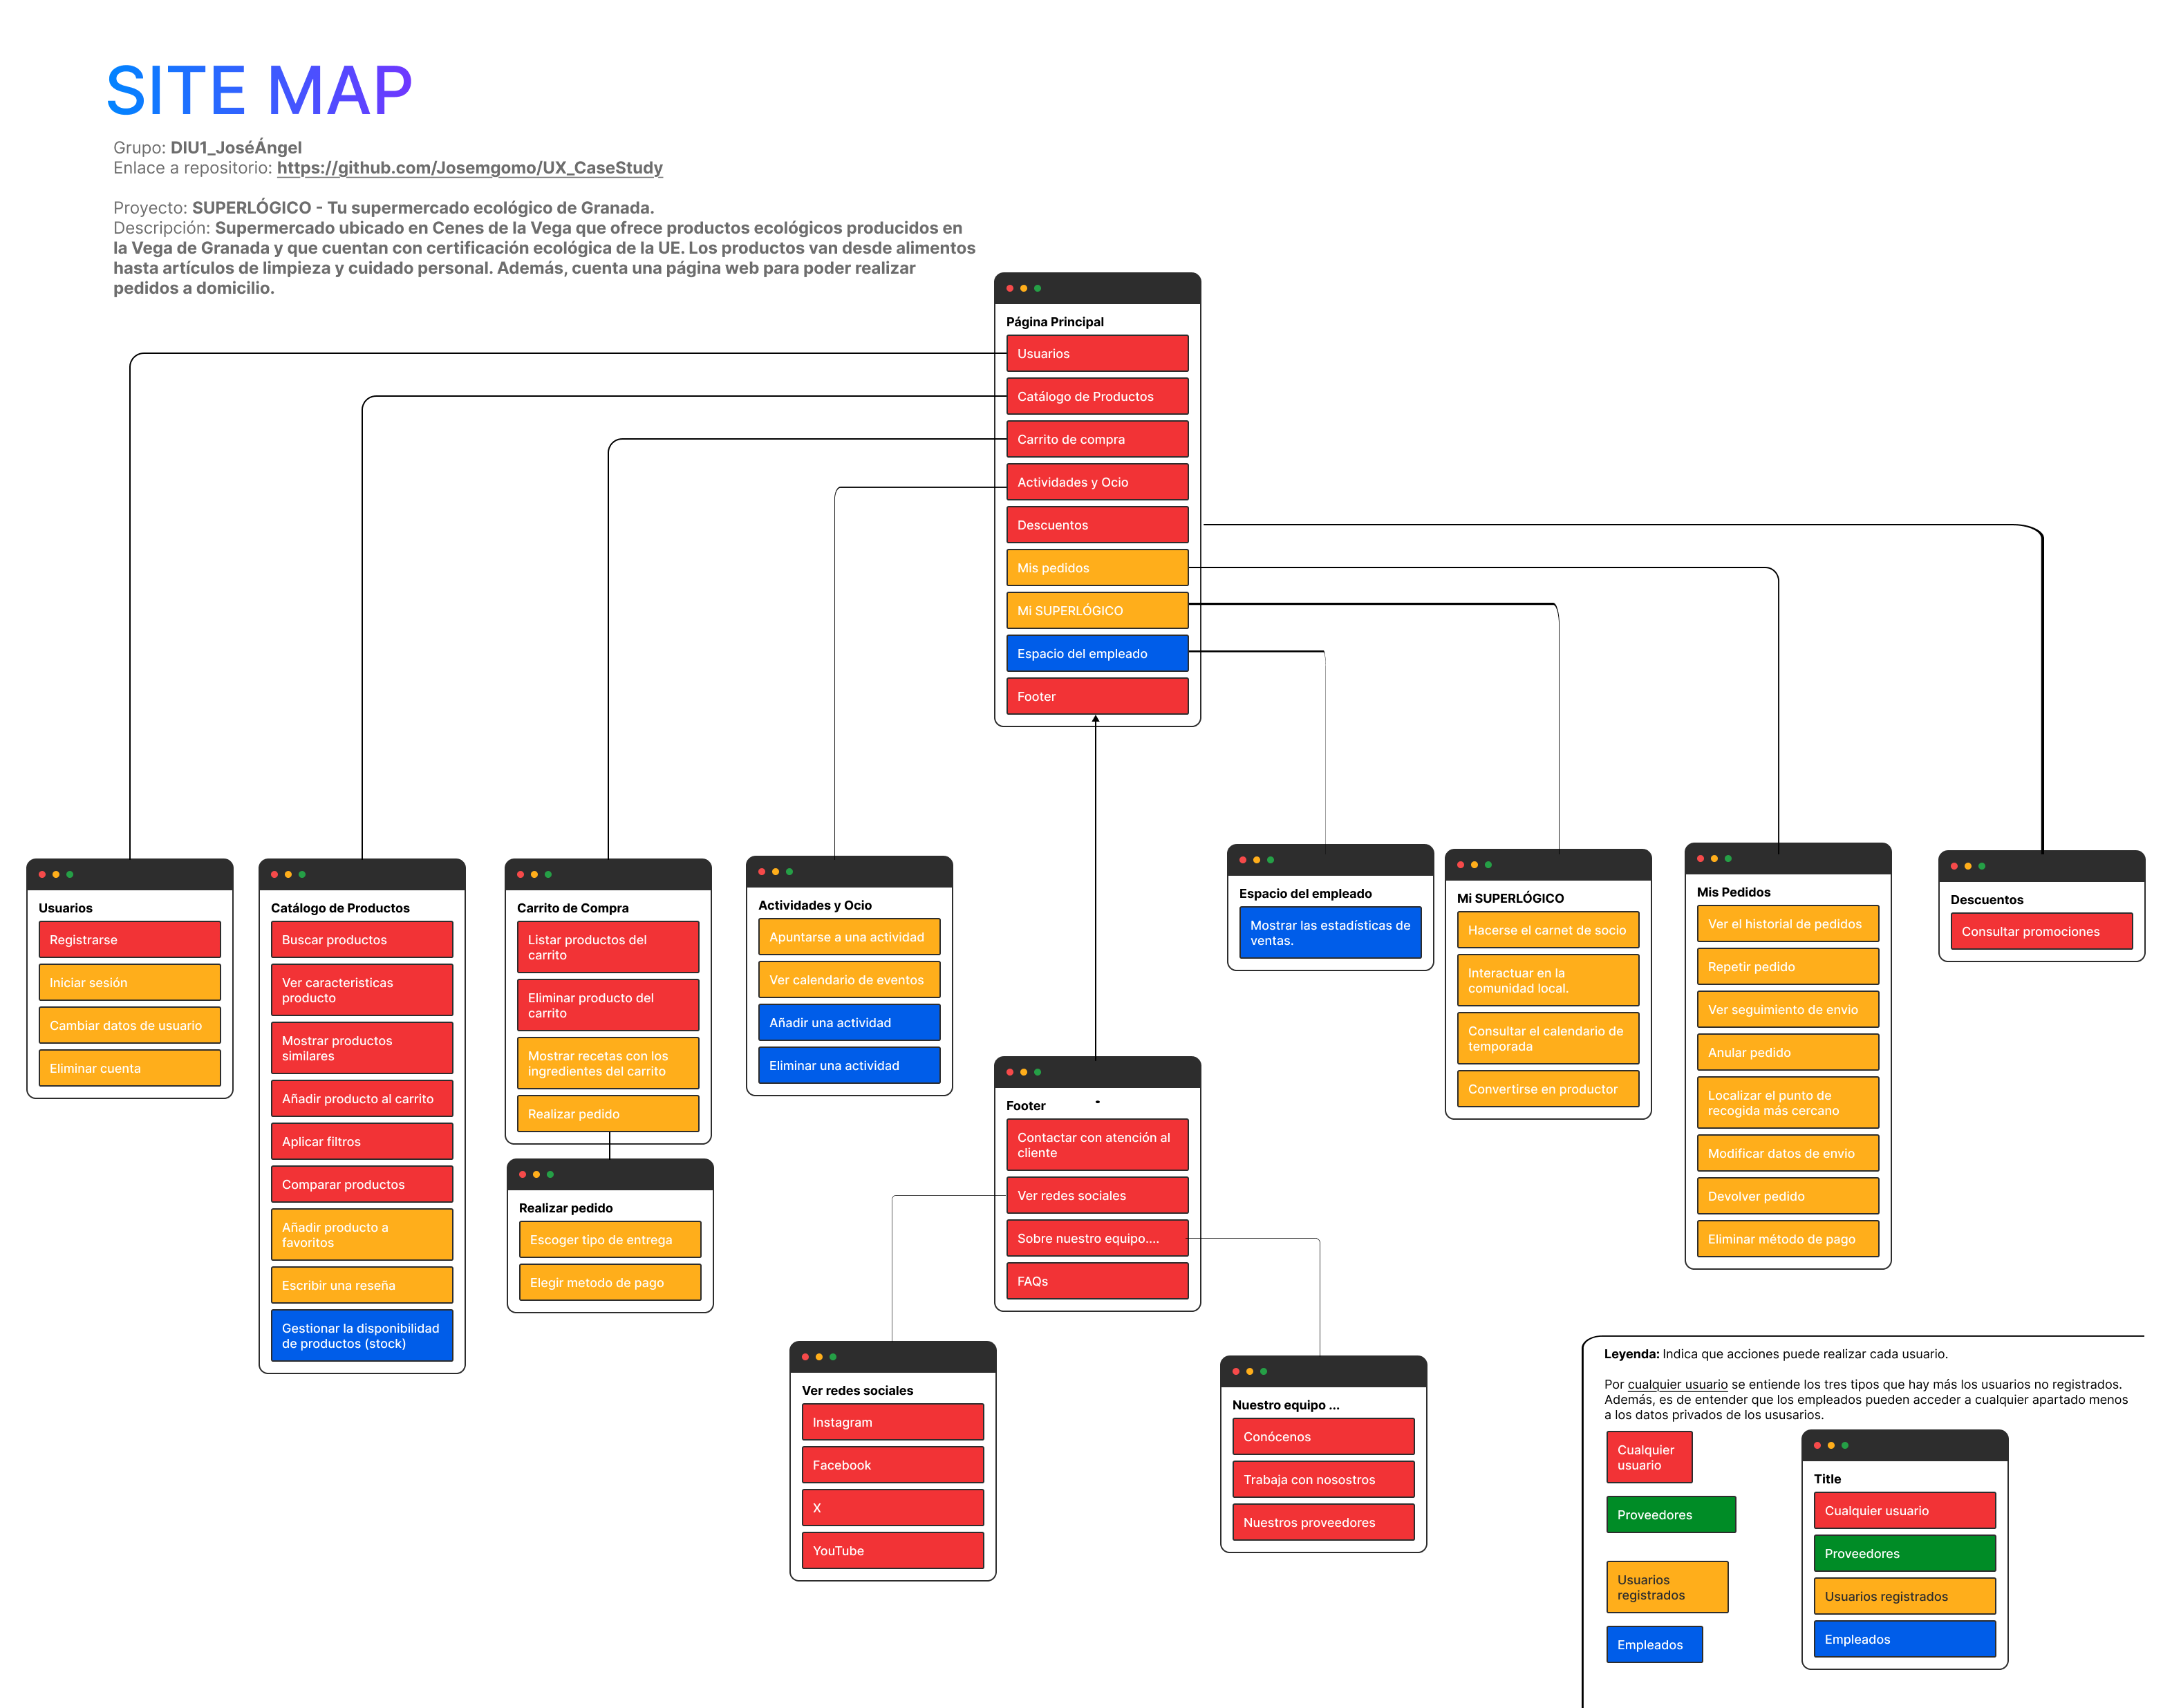 SITE MAP
Grupo: DIU1_JoséÁngel
Enlace a repositorio: https://github.com/Josemgomo/UX_CaseStudy
Proyecto: SUPERLÓGICO - Tu supermercado ecológico de Granada.
Descripción: Supermercado ubicado en Cenes de la Vega que ofrece productos ecológicos producidos en
la Vega de Granada y que cuentan con certificación ecológica de la UE. Los productos van desde alimentos
hasta artículos de limpieza y cuidado personal. Además, cuenta una página web para poder realizar
pedidos a domicilio.
Página Principal
Usuarios
Catálogo de Productos
Carrito de compra
Actividades y Ocio
Descuentos
Mis pedidos
Mi SUPERLÓGICO
Espacio del empleado
Footer
Usuarios
Registrarse
Iniciar sesión
Cambiar datos de usuario
Eliminar cuenta
Catálogo de Productos
Buscar productos
Ver caracteristicas
producto
Mostrar productos
similares
Añadir producto al carrito
Aplicar filtros
Comparar productos
Añadir producto a
favoritos
Escribir una reseña
Gestionar la disponibilidad
de productos (stock)
Carrito de Compra
Listar productos del
carrito
Eliminar producto del
carrito
Mostrar recetas con los
ingredientes del carrito
Realizar pedido
Realizar pedido
Escoger tipo de entrega
Elegir metodo de pago
Actividades y Ocio
Apuntarse a una actividad
Ver calendario de eventos
Añadir una actividad
Eliminar una actividad
Footer
Contactar con atención al
cliente
Ver redes sociales
Sobre nuestro equipo....
FAQs
Ver redes sociales
Instagram
Facebook
X
YouTube
Nuestro equipo ...
Conócenos
Trabaja con nosostros
Nuestros proveedores
Espacio del empleado
Mostrar las estadísticas de
ventas.
Mi SUPERLÓGICO
Hacerse el carnet de socio
Interactuar en la
comunidad local.
Consultar el calendario de
temporada
Convertirse en productor
Mis Pedidos
Ver el historial de pedidos
Repetir pedido
Ver seguimiento de envio
Anular pedido
Localizar el punto de
recogida más cercano
Modificar datos de envio
Devolver pedido
Eliminar método de pago
Descuentos
Consultar promociones
Leyenda: Indica que acciones puede realizar cada usuario.
Por cualquier usuario se entiende los tres tipos que hay más los usuarios no registrados.
Además, es de entender que los empleados pueden acceder a cualquier apartado menos
a los datos privados de los ususarios.
Cualquier
usuario
Proveedores
Usuarios
registrados
Empleados
Title
Cualquier usuario
Proveedores
Usuarios registrados
Empleados